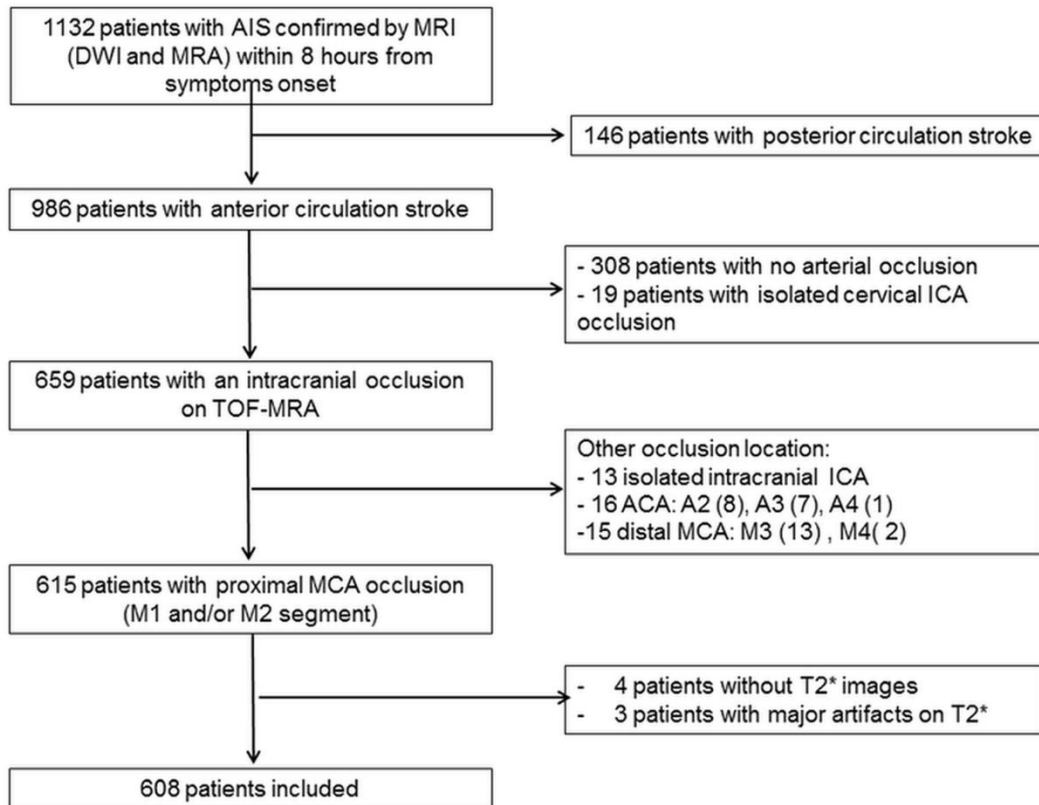 1132 patients with AIS confirmed by MRI
(DWI and MRA) within 8 hours from
symptoms onset
146 patients with posterior circulation stroke
986 patients with anterior circulation stroke
- 308 patients with no arterial occlusion
- 19 patients with isolated cervical ICA
occlusion
659 patients with an intracranial occlusion
on TOF-MRA
Other occlusion location:
- 13 isolated intracranial ICA
- 16 ACA: A2 (8), A3 (7), A4 (1)
-15 distal MCA: M3 (13) , M4( 2)
615 patients with proximal MCA occlusion
(M1 and/or M2 segment)
- 4 patients without T2* images
- 3 patients with major artifacts on T2*
608 patients included